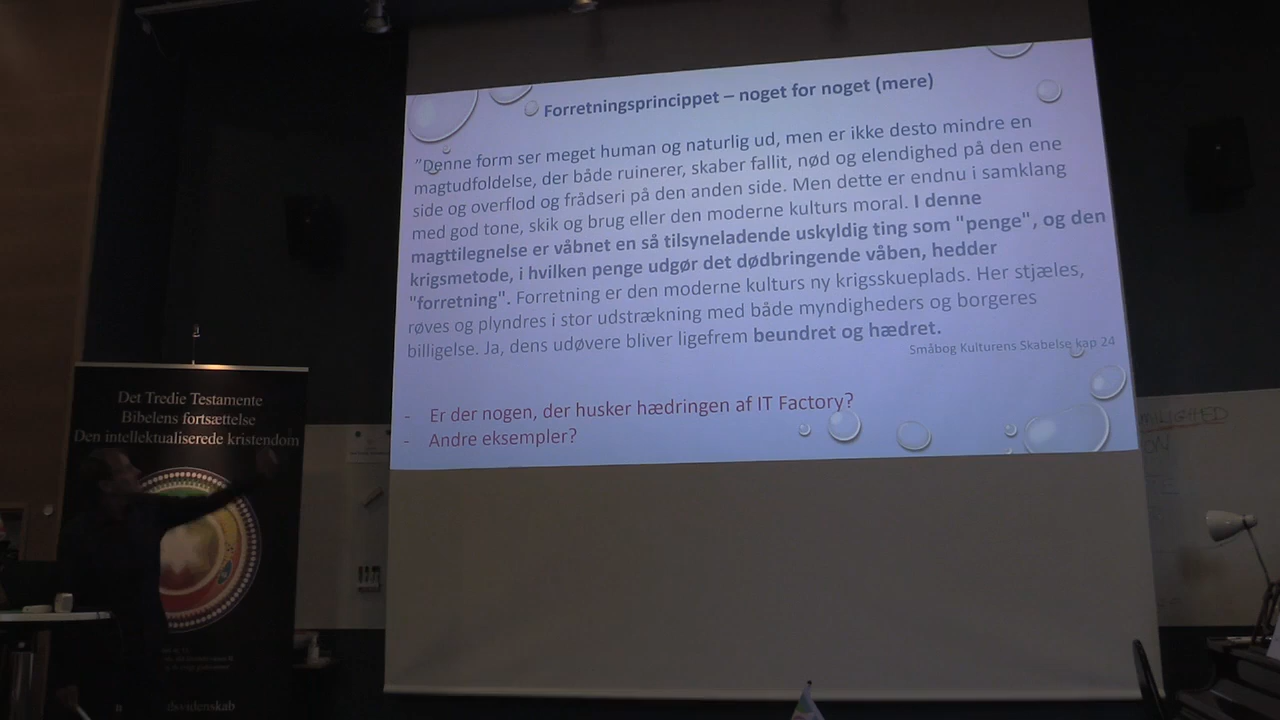 Forretningsprincippet – noget for noget (mere)
"Denne form ser meget human og naturlig ud, men er ikke desto mindre en
magtudfoldelse, der både ruinerer, skaber fallit, nød og elendighed på den ene
side og overflod og frådseri på den anden side. Men dette er endnu i samklang
med god tone, skik og brug eller den moderne kulturs moral. I denne
magttilegnelse er våbnet en så tilsyneladende uskyldig ting som "penge", og den
krigsmetode, i hvilken penge udgør det dødbringende våben, hedder
"forretning". Forretning er den moderne kulturs ny krigsskueplads. Her stjæles,
røves og plyndres i stor udstrækning med både myndigheders og borgeres
billigelse. Ja, dens udøvere bliver ligefrem beundret og hædret.
Småbog Kulturens Skabelse kap 24
- Er der nogen, der husker hædringen af IT Factory?
- Andre eksempler?
Det Tredie Testamente
Bibelens fortsættelse
Den intellektualiserede kristendom